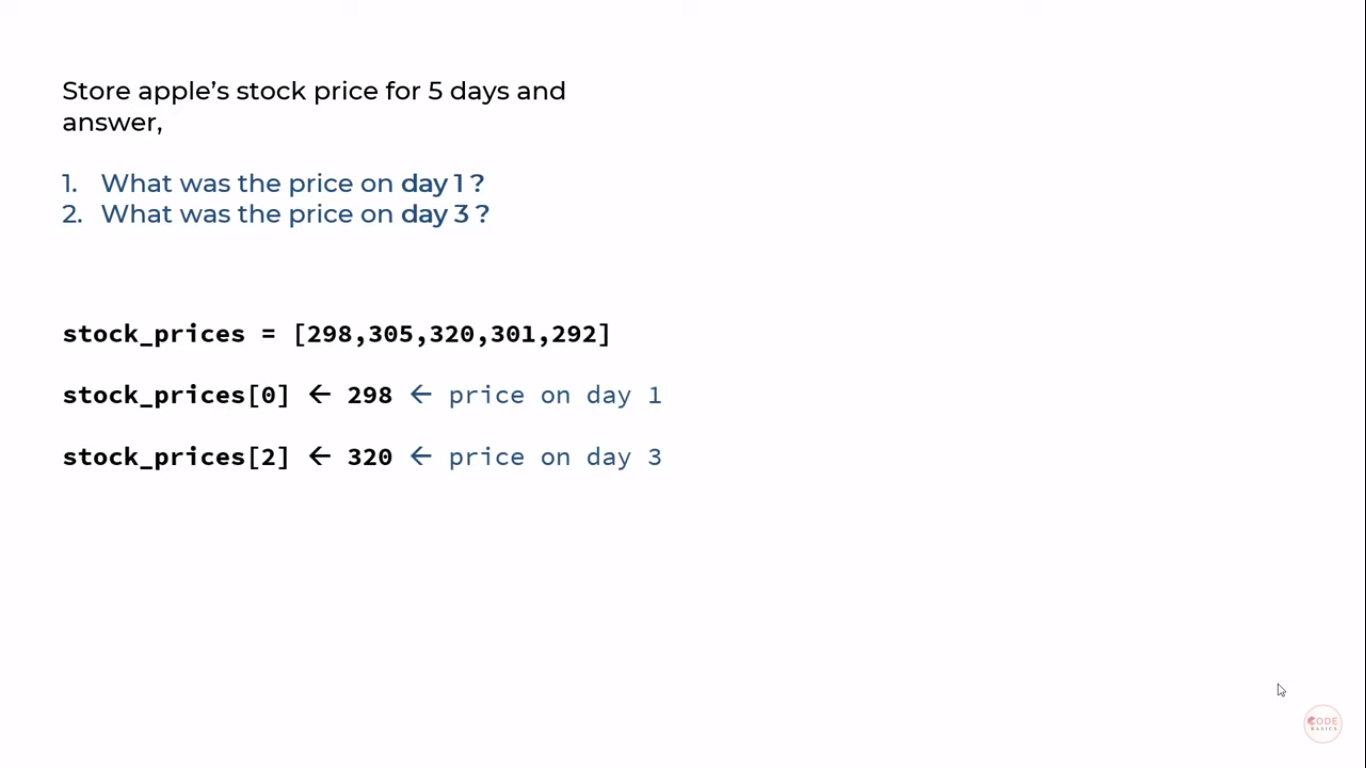 Store apple’s stock price for 5 days and
answer,
1. What was the price on day 1 ?
2. What was the price on day 3 ?
stock_prices = [298,305,320,301,292]
stock_prices[0] ← 298 ← price on day 1
stock_prices[2] ← 320 ← price on day 3
CODE
BASICS